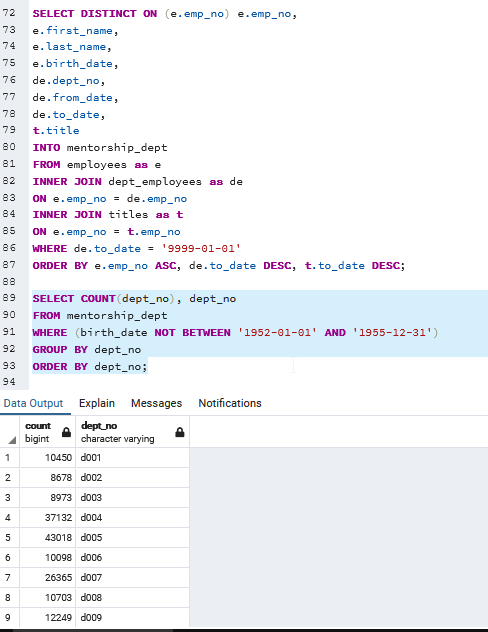 72 SELECT DISTINCT ON (e.emp_no) e.emp_no,
73 e.first_name,
74 e.last_name,
75 e.birth_date,
76 de.dept_no,
77 de.from_date,
78 de.to_date,
79 t.title
80 INTO mentorship_dept
81 FROM employees as e
82 INNER JOIN dept_employees as de
83 ON e.emp_no = de.emp_no
84 INNER JOIN titles as t
85 ON e.emp_no = t.emp_no
86 WHERE de.to_date = '9999-01-01'
87 ORDER BY e.emp_no ASC, de.to_date DESC, t.to_date DESC;
88
89 SELECT COUNT(dept_no), dept_no
90 FROM mentorship_dept
91 WHERE (birth_date NOT BETWEEN '1952-01-01' AND '1955-12-31')
92 GROUP BY dept_no
93 ORDER BY dept_no;
94
Data Output Explain Messages Notifications
count dept_no
bigint character varying
1 10450 d001
2 8678 d002
3 8973 d003
4 37132 d004
5 43018 d005
6 10098 d006
7 26365 d007
8 10703 d008
9 12249 d009